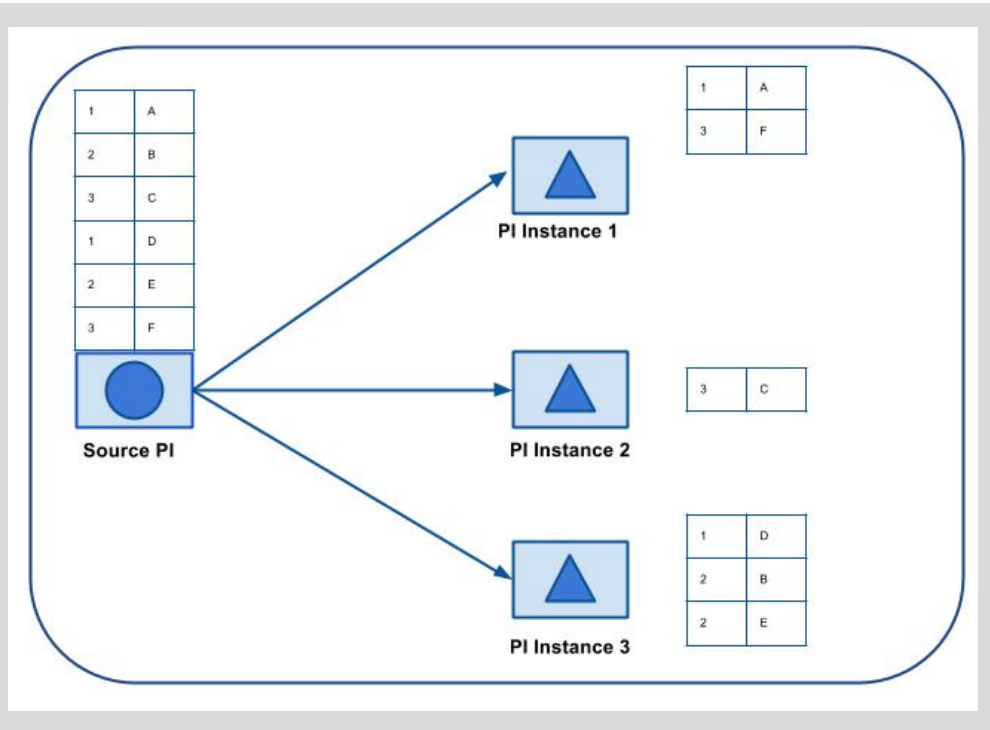 1 A
2 B
3 C
1 D
2 E
3 F
Source PI
1 A
3 F
PI Instance 1
3 C
PI Instance 2
1 D
2 B
2 E
PI Instance 3